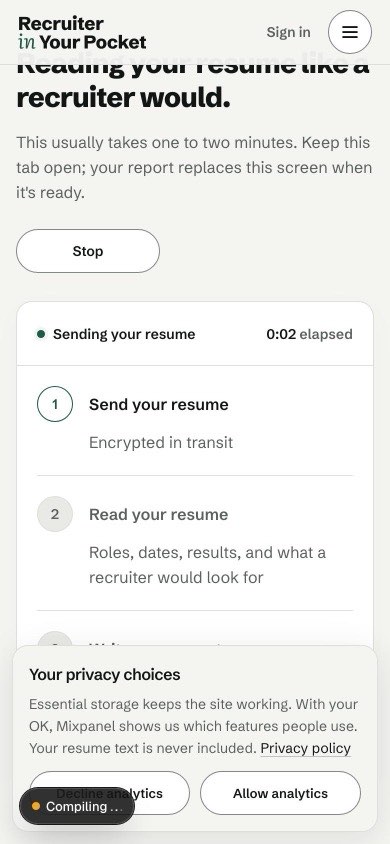 Recruiter
in Your Pocket
Sign in
Reading your resume like a
recruiter would.
This usually takes one to two minutes. Keep this
tab open; your report replaces this screen when
it's ready.
Stop
Sending your resume
0:02 elapsed
1
Send your resume
Encrypted in transit
2
Read your resume
Roles, dates, results, and what a
recruiter would look for
Your privacy choices
Essential storage keeps the site working. With your
OK, Mixpanel shows us which features people use.
Your resume text is never included. Privacy policy
Decline analytics
Allow analytics
Compiling ...